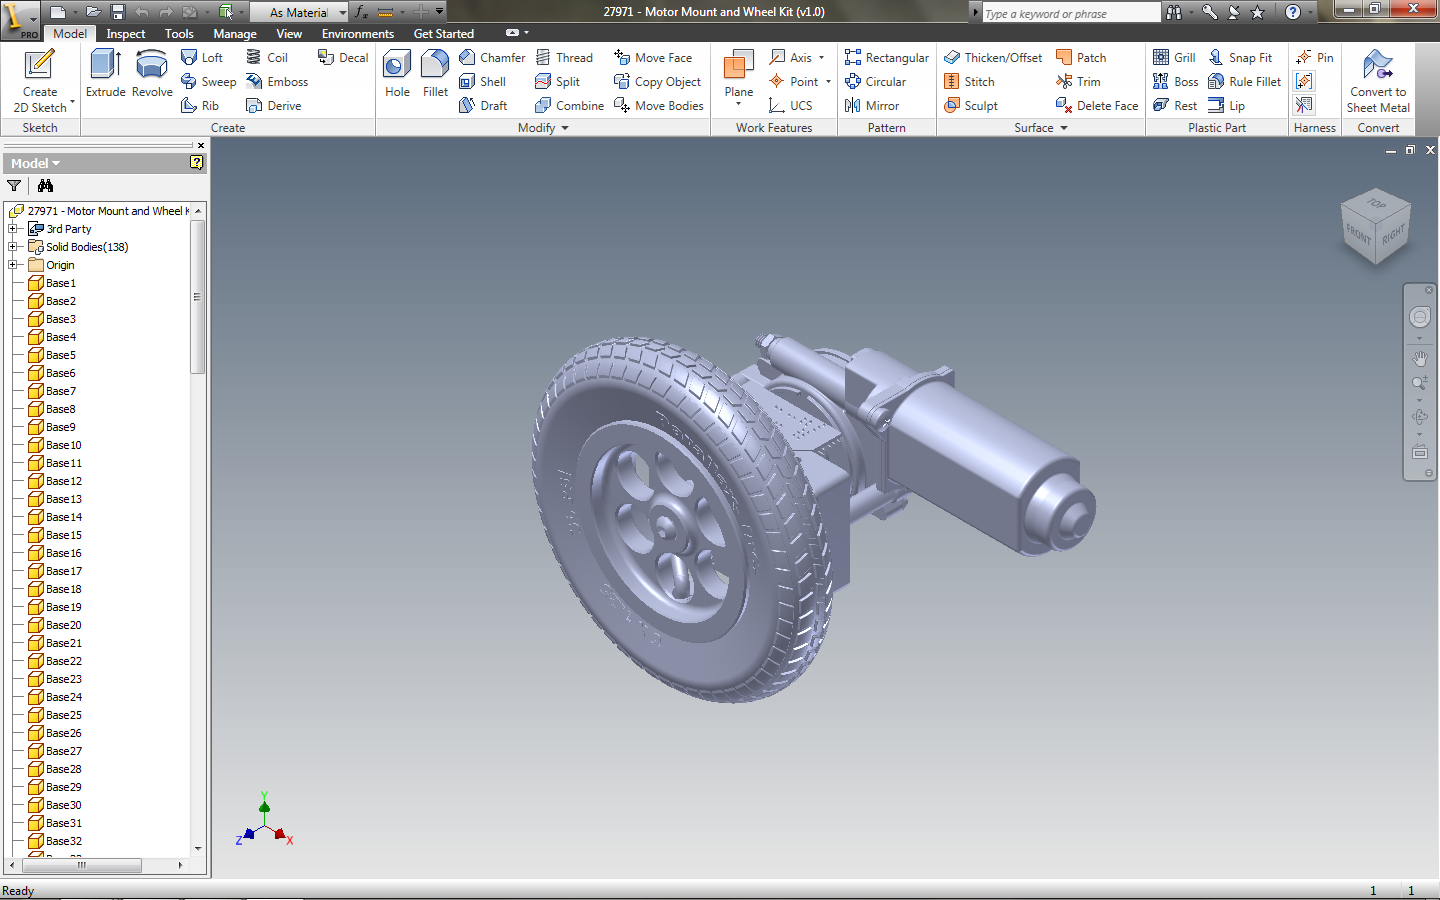 27971 - Motor Mount and Wheel Kit (v1.0)
PRO
As Material
Type a keyword or phrase
Model Inspect Tools Manage View Environments Get Started
Create
2D Sketch
Extrude
Revolve
Loft
Sweep
Rib
Coil
Emboss
Derive
Decal
Hole
Fillet
Chamfer
Shell
Draft
Thread
Split
Combine
Move Face
Copy Object
Move Bodies
Plane
Axis
Point
UCS
Rectangular
Circular
Mirror
Thicken/Offset
Stitch
Sculpt
Patch
Trim
Delete Face
Grill
Boss
Rest
Snap Fit
Rule Fillet
Lip
Pin
Convert to
Sheet Metal
Sketch Create Modify Work Features Pattern Surface Plastic Part Harness Convert
Model
27971 - Motor Mount and Wheel K
3rd Party
Solid Bodies(138)
Origin
Base1
Base2
Base3
Base4
Base5
Base6
Base7
Base8
Base9
Base10
Base11
Base12
Base13
Base14
Base15
Base16
Base17
Base18
Base19
Base20
Base21
Base22
Base23
Base24
Base25
Base26
Base27
Base28
Base29
Base30
Base31
Base32
TOP
FRONT
RIGHT
Y
Z
X
Ready
1 1